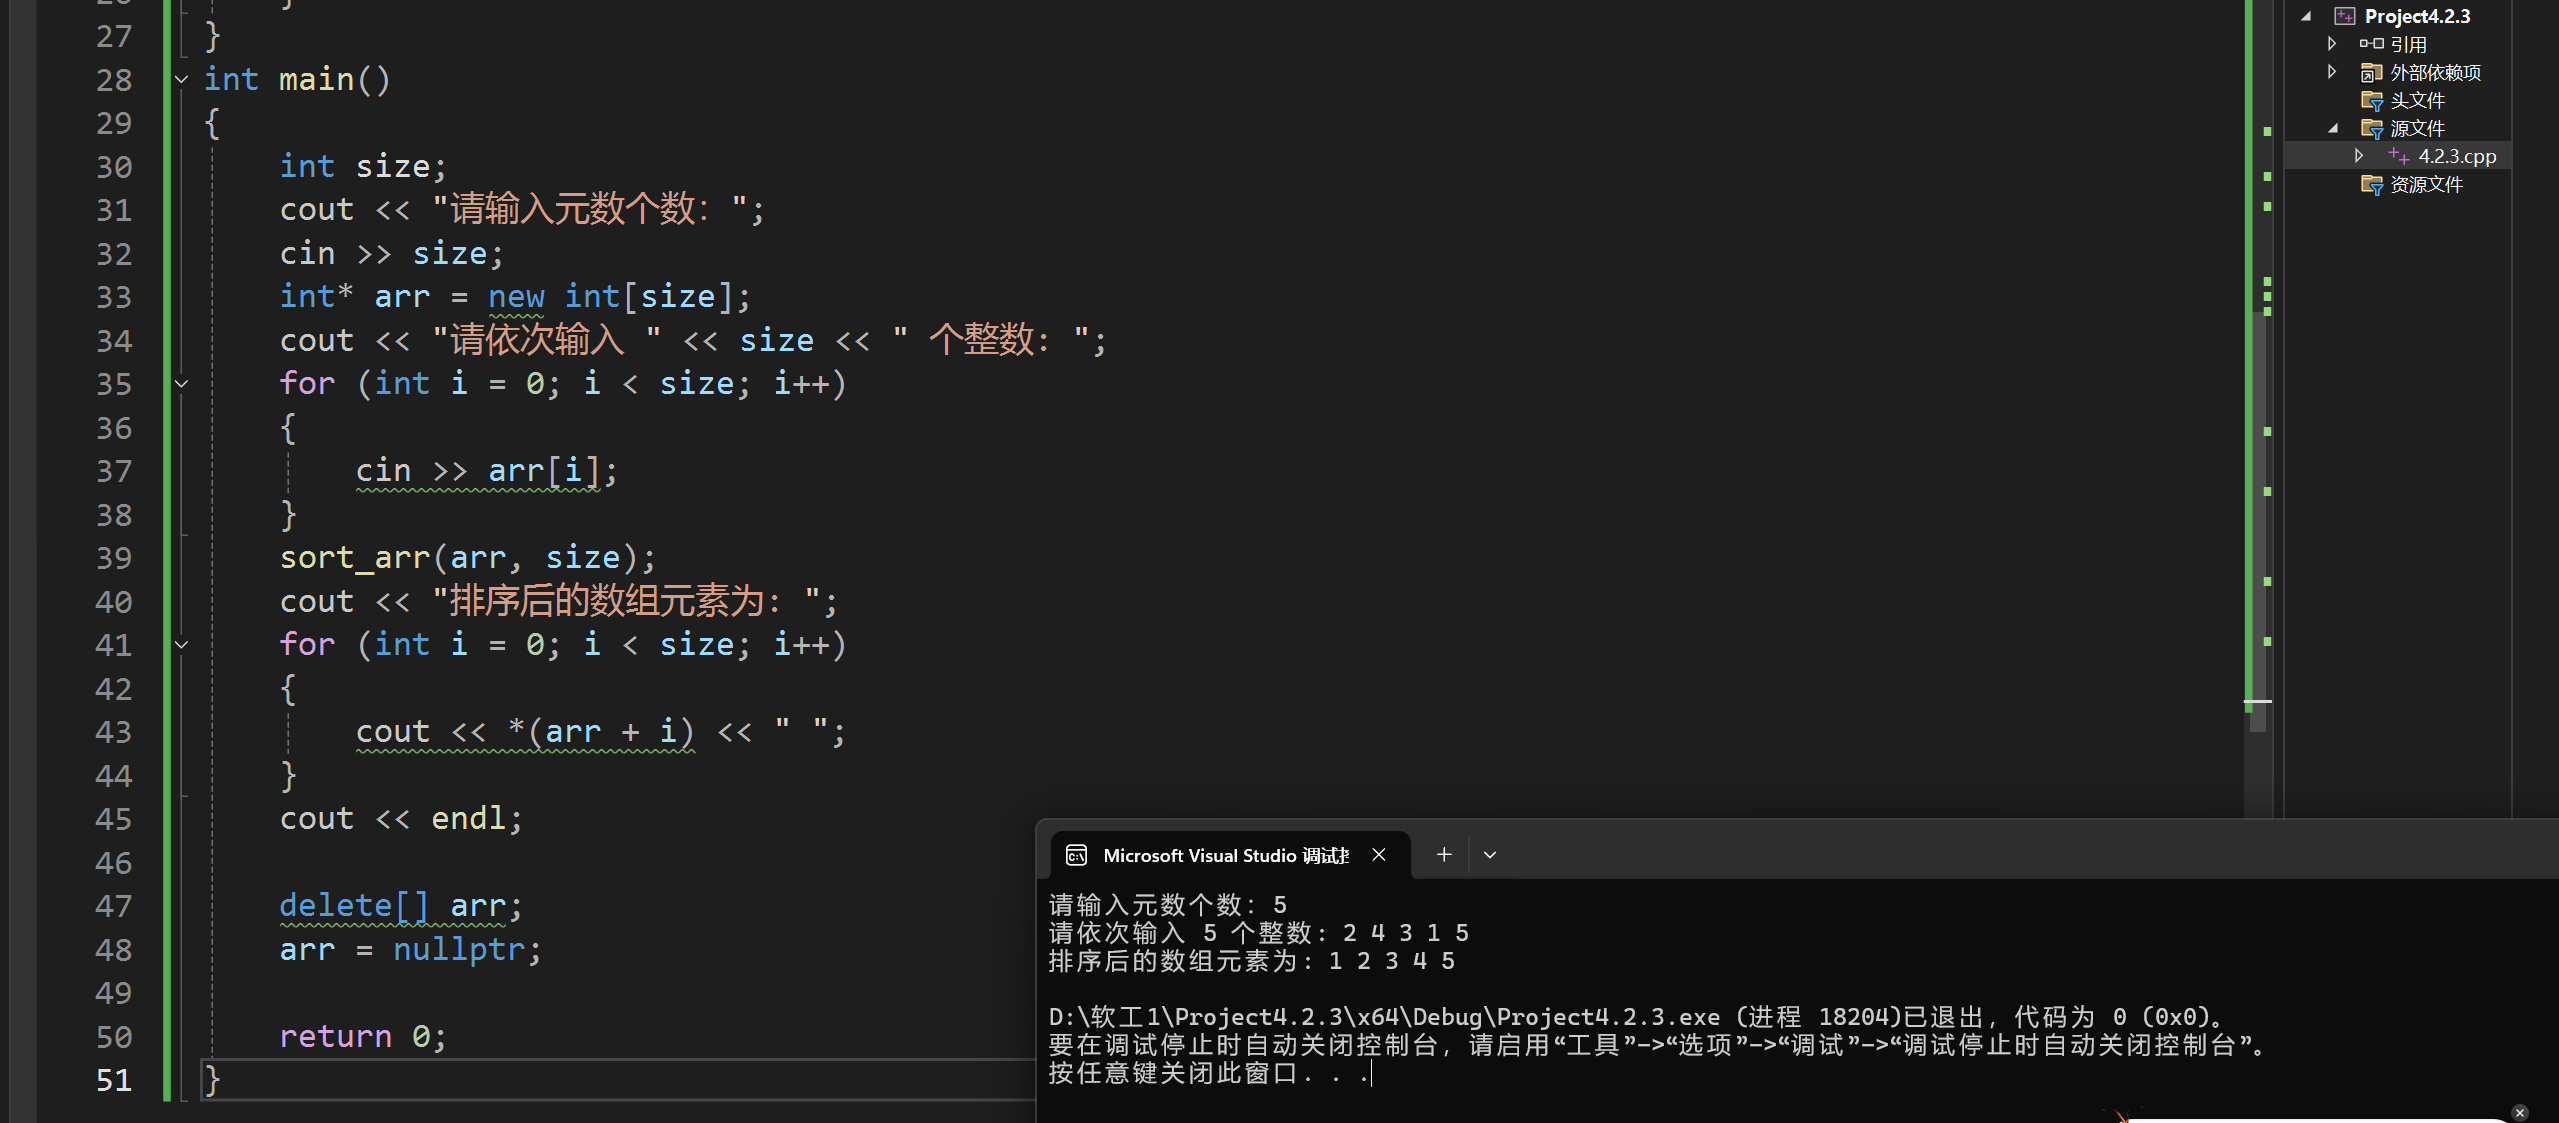 26 }
27 }
28 int main()
29 {
30 int size;
31 cout << "请输入元数个数：";
32 cin >> size;
33 int* arr = new int[size];
34 cout << "请依次输入 " << size << " 个整数：";
35 for (int i = 0; i < size; i++)
36 {
37 cin >> arr[i];
38 }
39 sort_arr(arr, size);
40 cout << "排序后的数组元素为：";
41 for (int i = 0; i < size; i++)
42 {
43 cout << *(arr + i) << " ";
44 }
45 cout << endl;
46
47 delete[] arr;
48 arr = nullptr;
49
50 return 0;
51 }
Project4.2.3
引用
外部依赖项
头文件
源文件
4.2.3.cpp
资源文件
Microsoft Visual Studio 调试
请输入元数个数：5
请依次输入 5 个整数：2 4 3 1 5
排序后的数组元素为：1 2 3 4 5
D:\软工1\Project4.2.3\x64\Debug\Project4.2.3.exe (进程 18204)已退出，代码为 0 (0x0)。
要在调试停止时自动关闭控制台，请启用“工具”->“选项”->“调试”->“调试停止时自动关闭控制台”。
按任意键关闭此窗口. . .